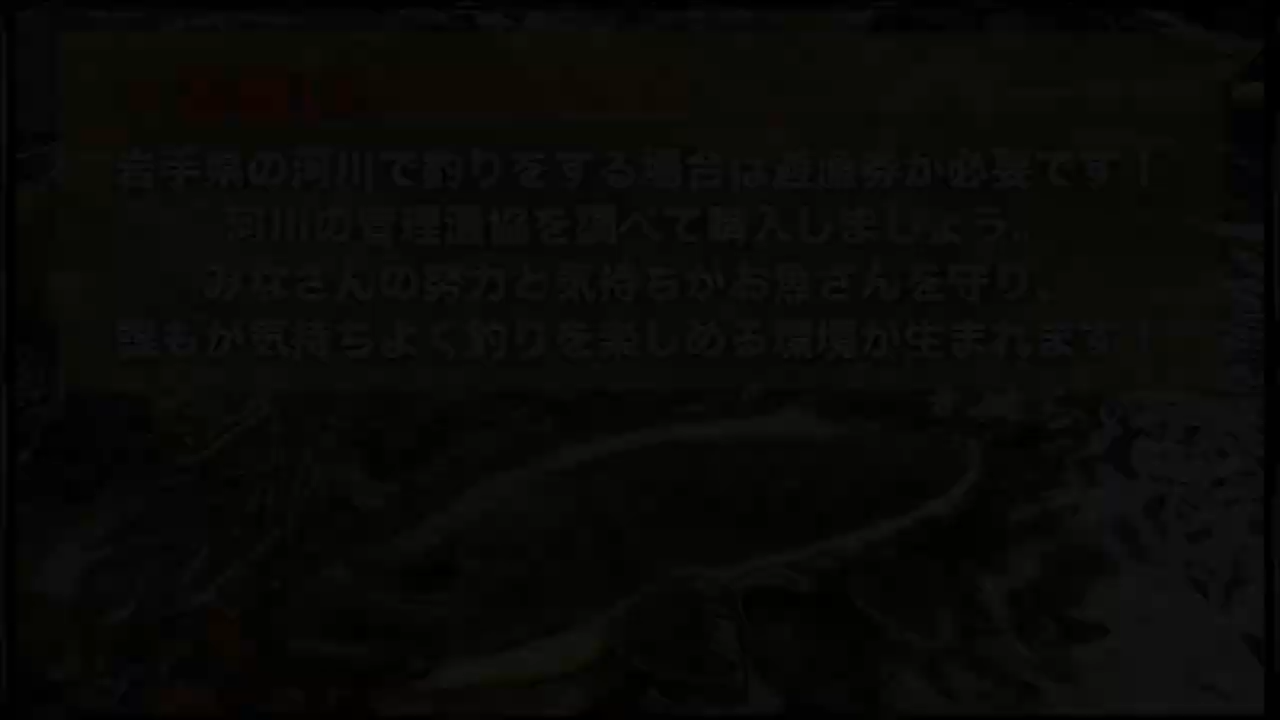 岩手県の河川で釣りをする場合は遊漁券が必要です！
河川の管理漁協を調べて購入しましょう。
みなさんの努力と気持ちがお魚さんを守り、
誰もが気持ちよく釣りを楽しめる環境が生まれます！